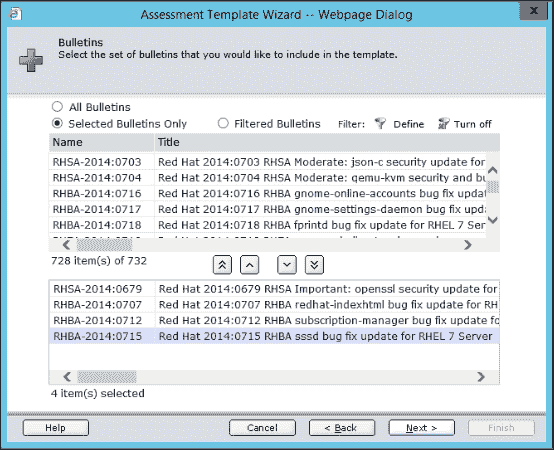 Assessment Template Wizard -- Webpage Dialog
x
Bulletins
Select the set of bulletins that you would like to include in the template.
All Bulletins
Selected Bulletins Only Filtered Bulletins Filter: Define Turn off
Name Title
RHSA-2014:0703 Red Hat 2014:0703 RHSA Moderate: json-c security update for
RHSA-2014:0704 Red Hat 2014:0704 RHSA Moderate: qemu-kvm security and bu
RHBA-2014:0716 Red Hat 2014:0716 RHBA gnome-online-accounts bug fix updat
RHBA-2014:0717 Red Hat 2014:0717 RHBA gnome-settings-daemon bug fix upda
RHBA-2014:0718 Red Hat 2014:0718 RHBA fprintd bug fix update for RHEL 7 Se
728 item(s) of 732
RHSA-2014:0679 Red Hat 2014:0679 RHSA Important: openssl security update for
RHBA-2014:0707 Red Hat 2014:0707 RHBA redhat-indexhtml bug fix update for RH
RHBA-2014:0712 Red Hat 2014:0712 RHBA subscription-manager bug fix update fo
RHBA-2014:0715 Red Hat 2014:0715 RHBA sssd bug fix update for RHEL 7 Server
4 item(s) selected
Help Cancel < Back Next > Finish